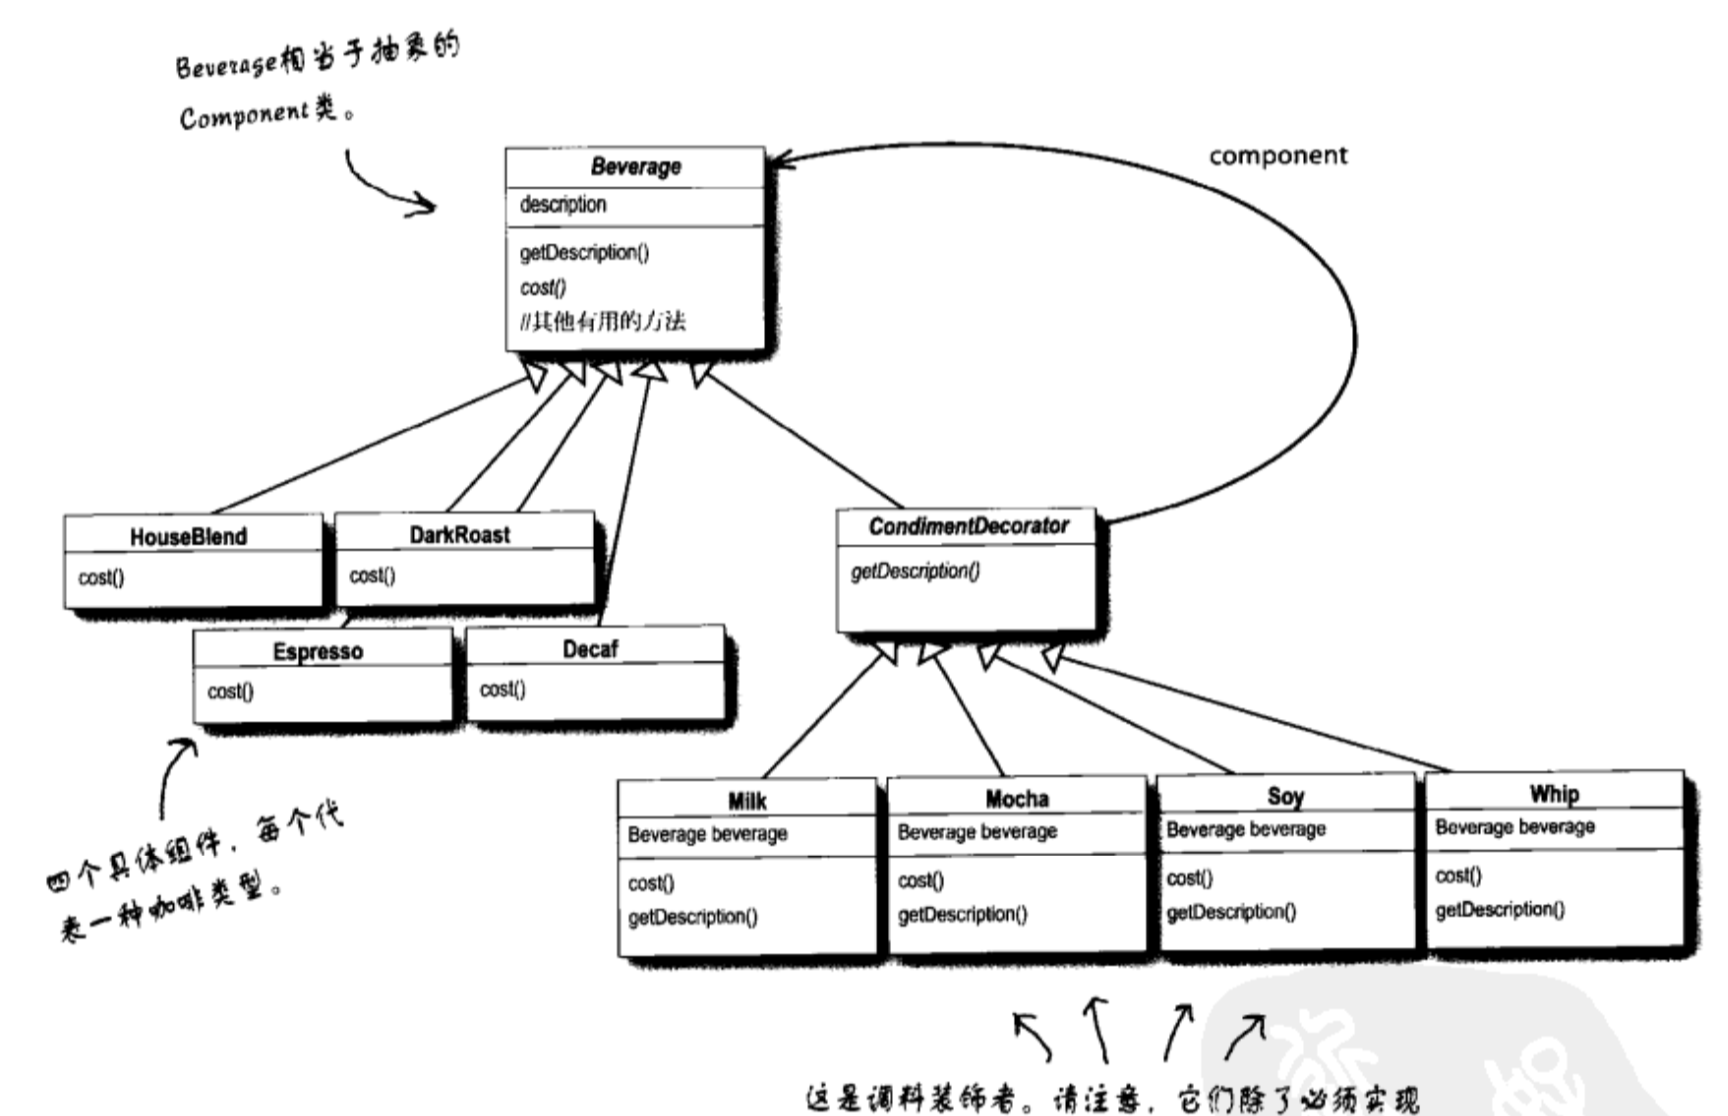 Beverage相当于抽象的
Component类。
component
Beverage
description
getDescription()
cost()
//其他有用的方法
HouseBlend
cost()
DarkRoast
cost()
Espresso
cost()
Decaf
cost()
CondimentDecorator
getDescription()
四个具体组件，每个代
表一种咖啡类型。
Milk
Beverage beverage
cost()
getDescription()
Mocha
Beverage beverage
cost()
getDescription()
Soy
Beverage beverage
cost()
getDescription()
Whip
Beverage beverage
cost()
getDescription()
这是调料装饰者。请注意，它们除了必须实现